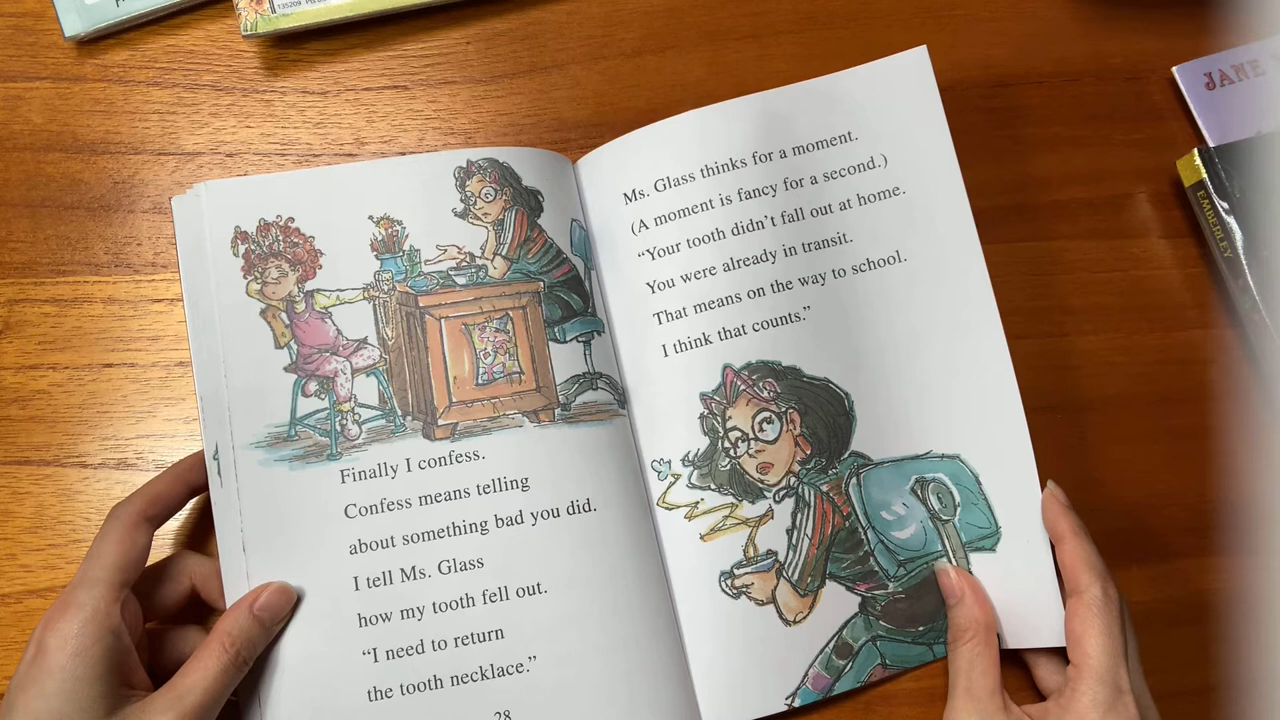 135209
Finally I confess.
Confess means telling
about something bad you did.
I tell Ms. Glass
how my tooth fell out.
“I need to return
the tooth necklace.”
28
Ms. Glass thinks for a moment.
(A moment is fancy for a second.)
“Your tooth didn’t fall out at home.
You were already in transit.
That means on the way to school.
I think that counts.”
JANE
EMBERLEY